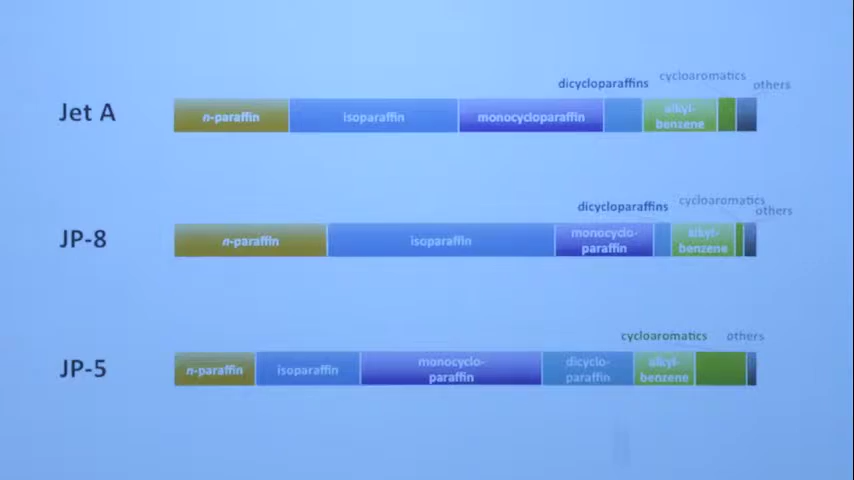 dicycloparaffins
cycloaromatics
others
Jet A
n-paraffin
isoparaffin
monocycloparaffin
alkyl-
benzene
dicycloparaffins
cycloaromatics
others
JP-8
n-paraffin
isoparaffin
monocyclo-
paraffin
alkyl-
benzene
cycloaromatics
others
JP-5
n-paraffin
isoparaffin
monocyclo-
paraffin
dicyclo-
paraffin
alkyl-
benzene